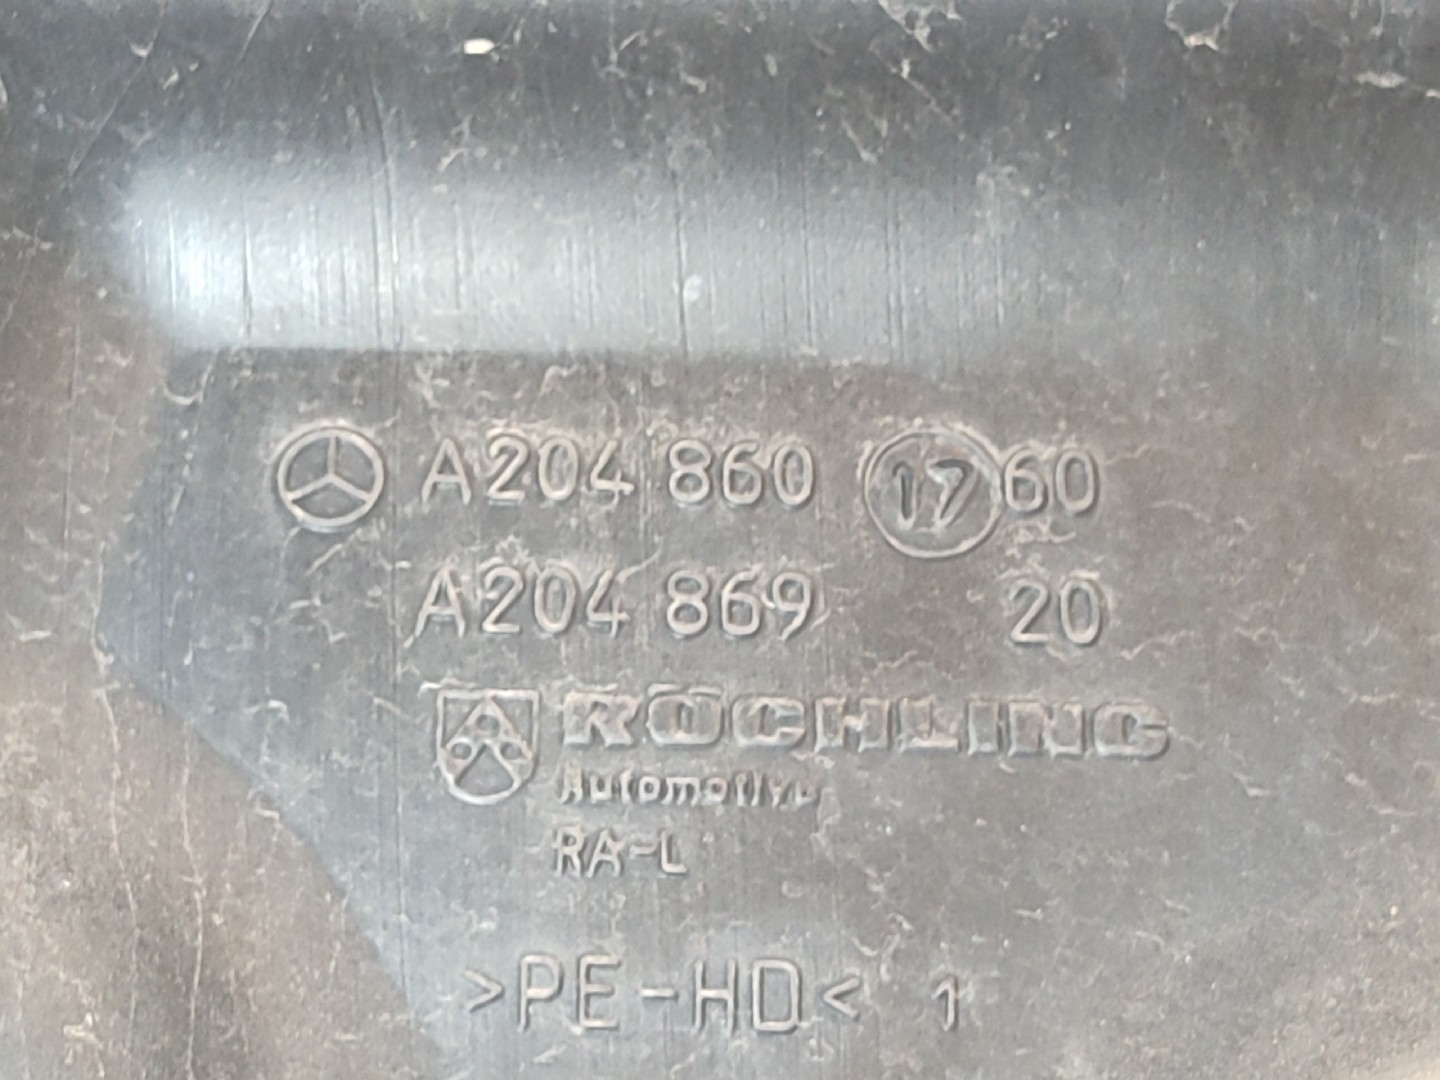 A204 860 17 60
A204 869 20
RÖCHLING
Automotive
RA-L
>PE-HD< 1